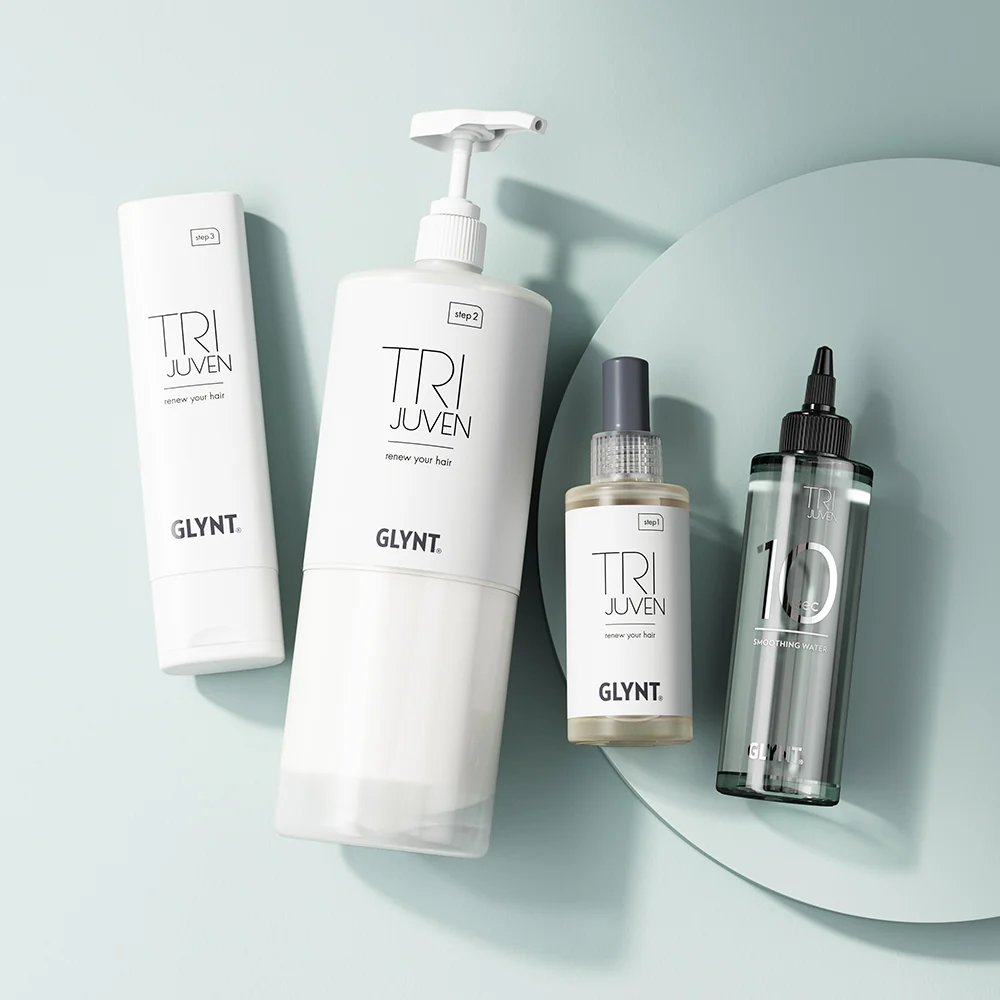 step 3
TRI
JUVEN
renew your hair
GLYNT®
step 2
TRI
JUVEN
renew your hair
GLYNT®
step 1
TRI
JUVEN
renew your hair
GLYNT®
TRI
JUVEN
10
sec
SMOOTHING WATER
GLYNT®